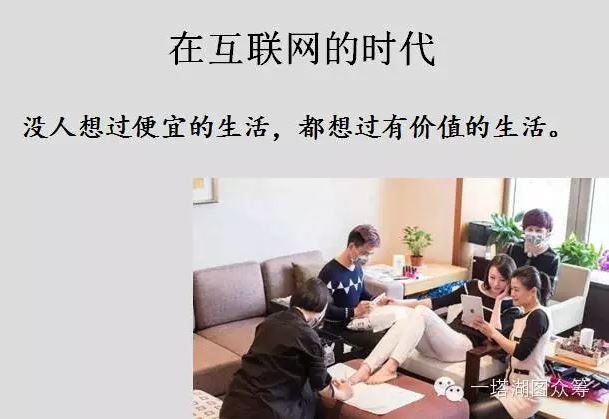 在互联网的时代
没人想过便宜的生活，都想过有价值的生活。
一塔湖图众筹